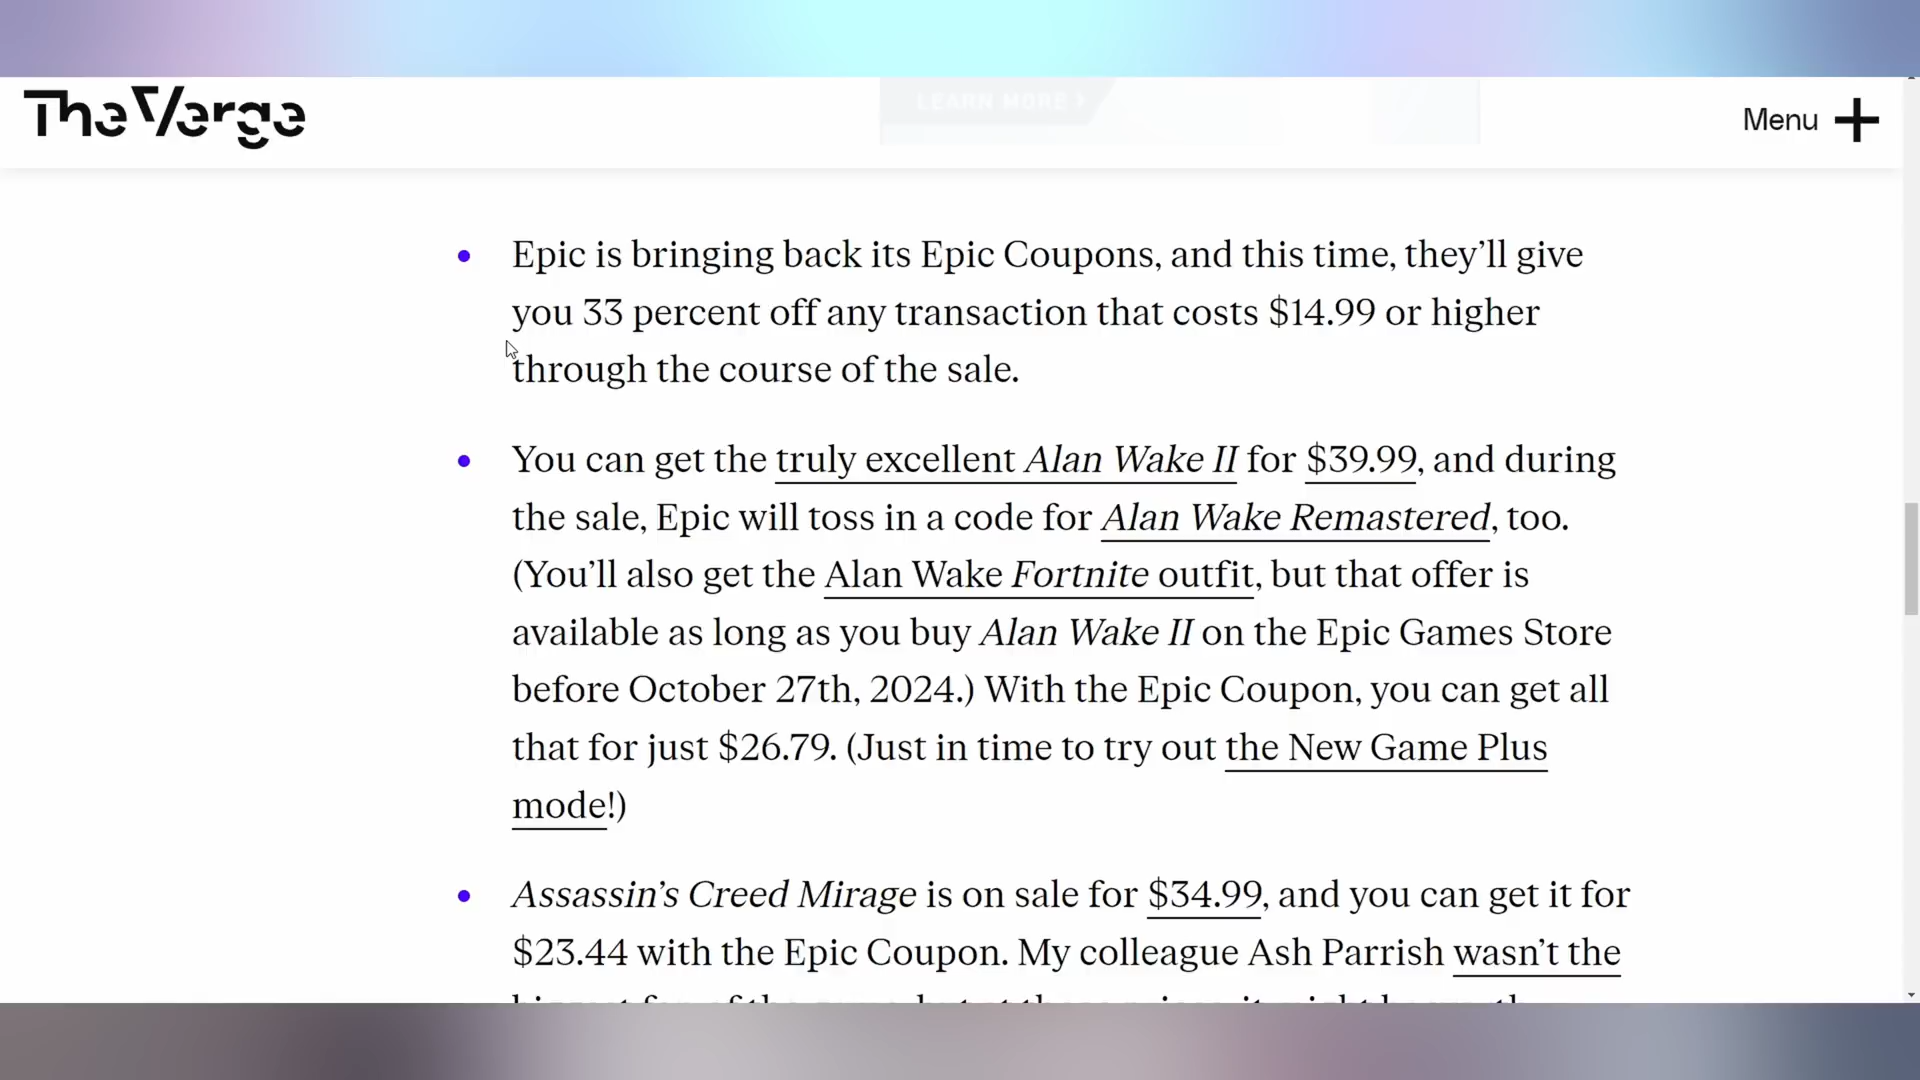 LEARN MORE
The Verge
Menu
Epic is bringing back its Epic Coupons, and this time, they’ll give
you 33 percent off any transaction that costs $14.99 or higher
through the course of the sale.
You can get the truly excellent Alan Wake II for $39.99, and during
the sale, Epic will toss in a code for Alan Wake Remastered, too.
(You’ll also get the Alan Wake Fortnite outfit, but that offer is
available as long as you buy Alan Wake II on the Epic Games Store
before October 27th, 2024.) With the Epic Coupon, you can get all
that for just $26.79. (Just in time to try out the New Game Plus
mode!)
Assassin’s Creed Mirage is on sale for $34.99, and you can get it for
$23.44 with the Epic Coupon. My colleague Ash Parrish wasn’t the